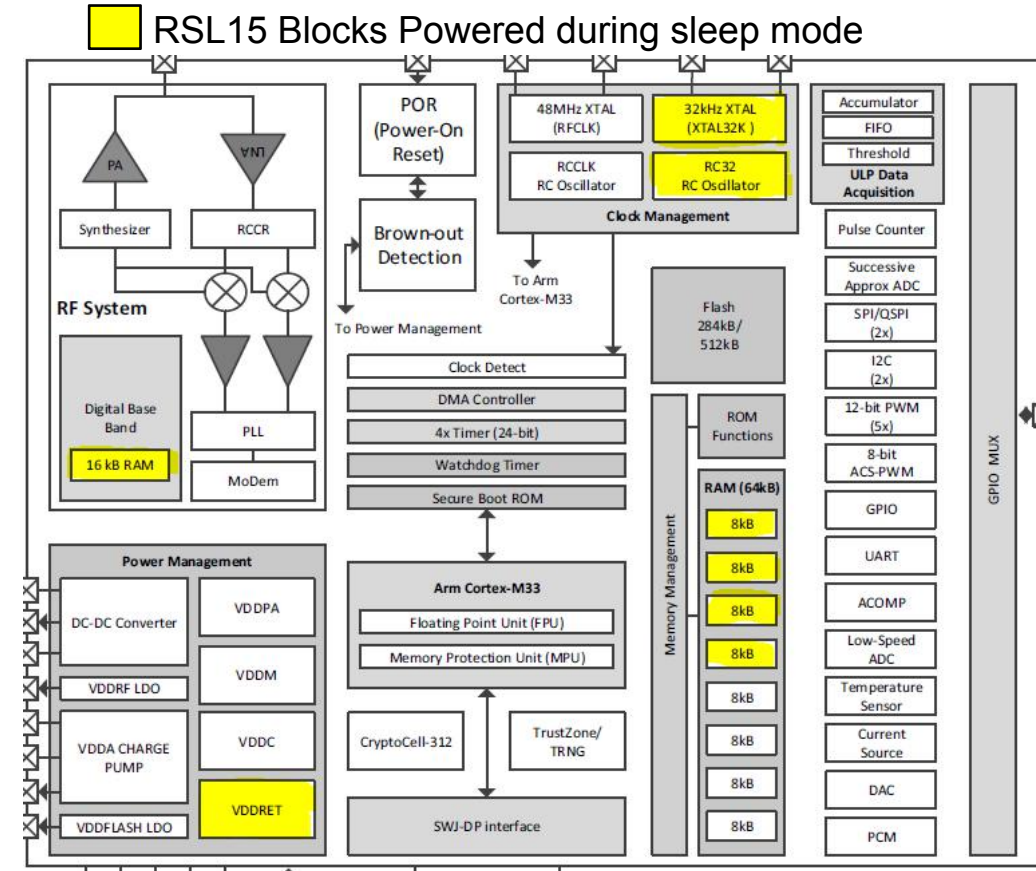 RSL15 Blocks Powered during sleep mode
PA
LNA
Synthesizer
RCCR
RF System
Digital Base
Band
16 kB RAM
PLL
MoDem
POR
(Power-On
Reset)
Brown-out
Detection
To Power Management
48MHz XTAL
(RFCLK)
32kHz XTAL
(XTAL32K )
RCCLK
RC Oscillator
RC32
RC Oscillator
Clock Management
To Arm
Cortex-M33
Clock Detect
DMA Controller
4x Timer (24-bit)
Watchdog Timer
Secure Boot ROM
Arm Cortex-M33
Floating Point Unit (FPU)
Memory Protection Unit (MPU)
CryptoCell-312
TrustZone/
TRNG
SWJ-DP interface
Power Management
DC-DC Converter
VDDRF LDO
VDDA CHARGE
PUMP
VDDFLASH LDO
VDDPA
VDDM
VDDC
VDDRET
Flash
284kB/
512kB
Memory Management
ROM
Functions
RAM (64kB)
8kB
8kB
8kB
8kB
8kB
8kB
8kB
8kB
Accumulator
FIFO
Threshold
ULP Data
Acquisition
Pulse Counter
Successive
Approx ADC
SPI/QSPI
(2x)
I2C
(2x)
12-bit PWM
(5x)
8-bit
ACS-PWM
GPIO
UART
ACOMP
Low-Speed
ADC
Temperature
Sensor
Current
Source
DAC
PCM
GPIO MUX